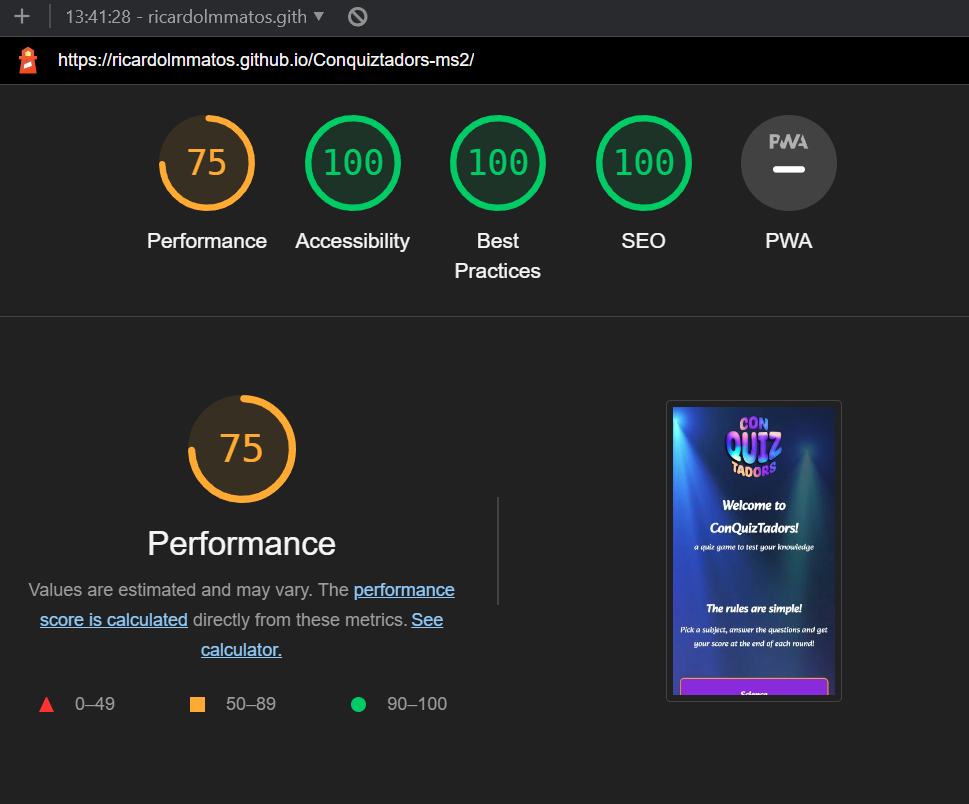 13:41:28 - ricardolmmatos.gith
https://ricardolmmatos.github.io/Conquiztadors-ms2/
75
100
100
100
PWA
Performance
Accessibility
Best
Practices
SEO
PWA
75
Performance
Values are estimated and may vary. The performance
score is calculated directly from these metrics. See
calculator.
0–49
50–89
90–100
CON
QUIZ
TADORS
Welcome to
ConQuizTadors!
a quiz game to test your knowledge
The rules are simple!
Pick a subject, answer the questions and get
your score at the end of each round!
Science